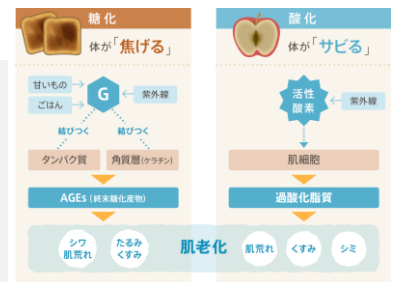 糖化
体が「焦げる」
甘いもの
ごはん
G
紫外線
結びつく
結びつく
タンパク質
角質層(ケラチン)
AGEs(終末糖化産物)
シワ
肌荒れ
たるみ
くすみ
肌老化
酸化
体が「サビる」
活性
酸素
紫外線
肌細胞
過酸化脂質
肌荒れ
くすみ
シミ